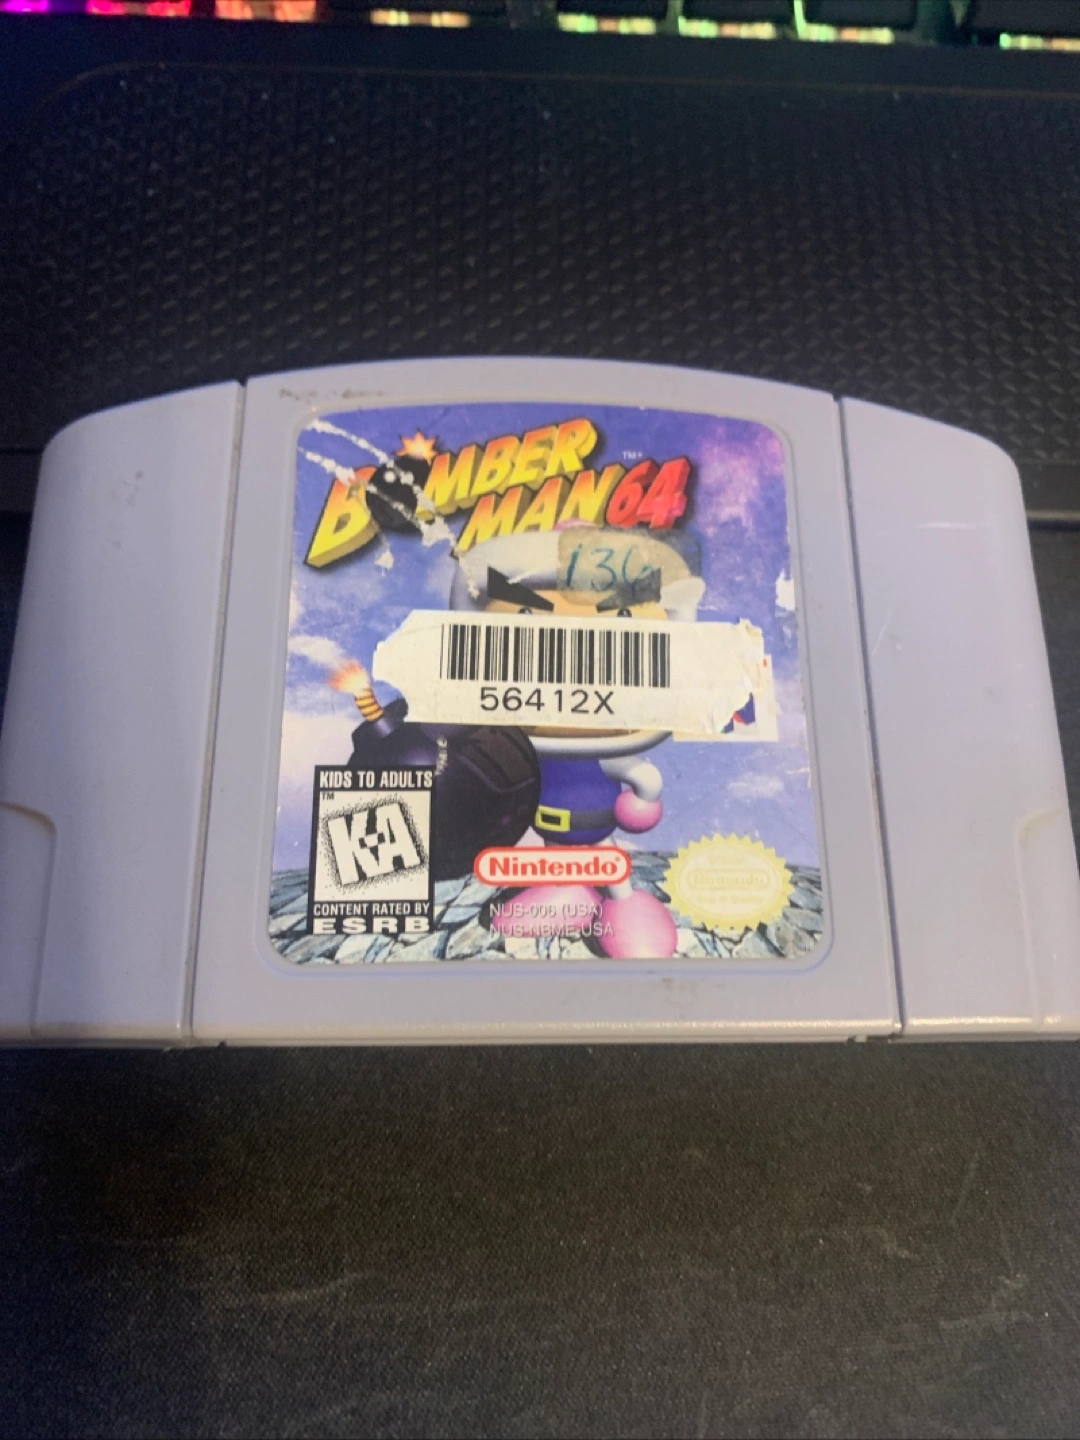 BOMBER
MAN 64
TM
136
56412X
KIDS TO ADULTS
TM
K-A
CONTENT RATED BY
ESRB
Nintendo®
NUS-006 (USA)
NUS-NBME-USA
Nintendo